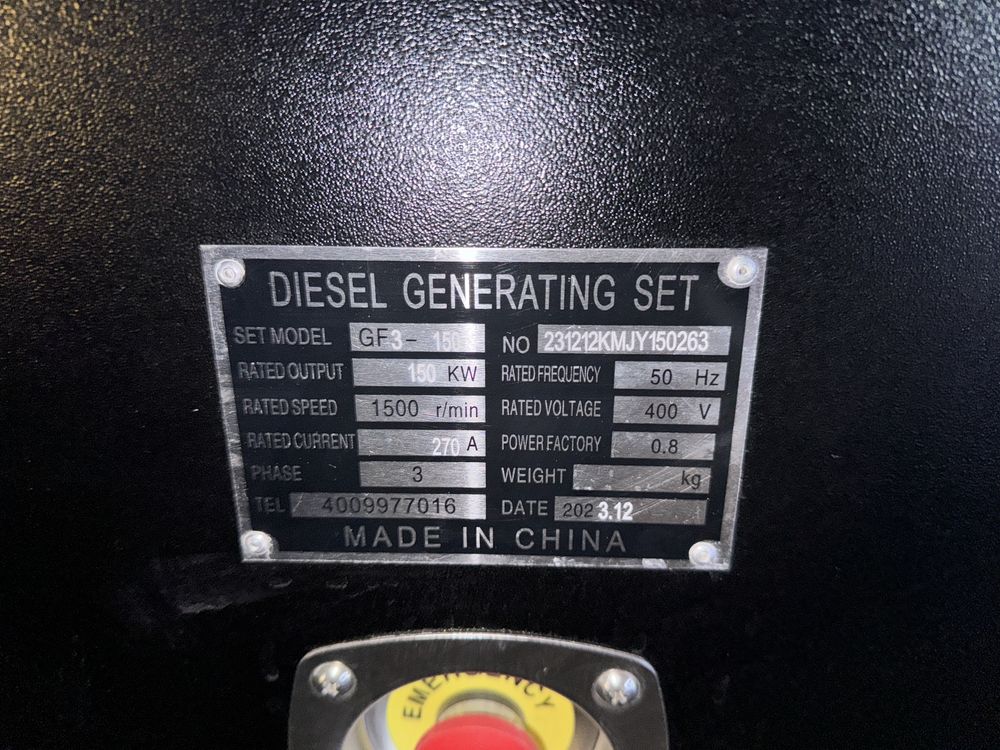 DIESEL GENERATING SET
SET MODEL GF3- 150 NO 231212KMJY150263
RATED OUTPUT 150 KW RATED FREQUENCY 50 Hz
RATED SPEED 1500 r/min RATED VOLTAGE 400 V
RATED CURRENT 270 A POWER FACTORY 0.8
PHASE 3 WEIGHT kg
TEL 4009977016 DATE 2023.12
MADE IN CHINA
EMERGENCY